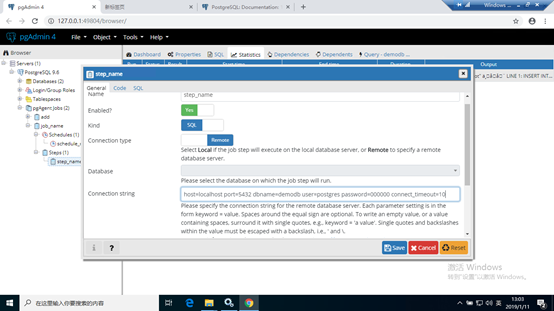 pgAdmin 4
新标签页
PostgreSQL: Documentation:
Windows ...
127.0.0.1:49804/browser/
pgAdmin 4 File Object Tools Help
Browser
Dashboard Properties SQL Statistics Dependencies Dependents Query - demodb ...
Servers (1)
PostgreSQL 9.6
Databases (2)
Login/Group Roles
Tablespaces
pgAgent Jobs (2)
add
job_name
Schedules (1)
schedule_
Steps (1)
step_name
Output
LINE 1: INSERT INT
step_name
General Code SQL
Name step_name
Enabled? Yes
Kind SQL
Connection type Remote
Select Local if the job step will execute on the local database server, or Remote to specify a remote
database server.
Database
Please select the database on which the job step will run.
Connection string host=localhost port=5432 dbname=demodb user=postgres password=000000 connect_timeout=10
Please specify the connection string for the remote database server. Each parameter setting is in the
form keyword = value. Spaces around the equal sign are optional. To write an empty value, or a value
containing spaces, surround it with single quotes, e.g., keyword = 'a value'. Single quotes and backslashes
within the value must be escaped with a backslash, i.e., \' and \\.
i ? Save Cancel Reset
激活 Windows
转到"设置"以激活 Windows。
在这里输入你要搜索的内容
英
13:03
2019/1/11